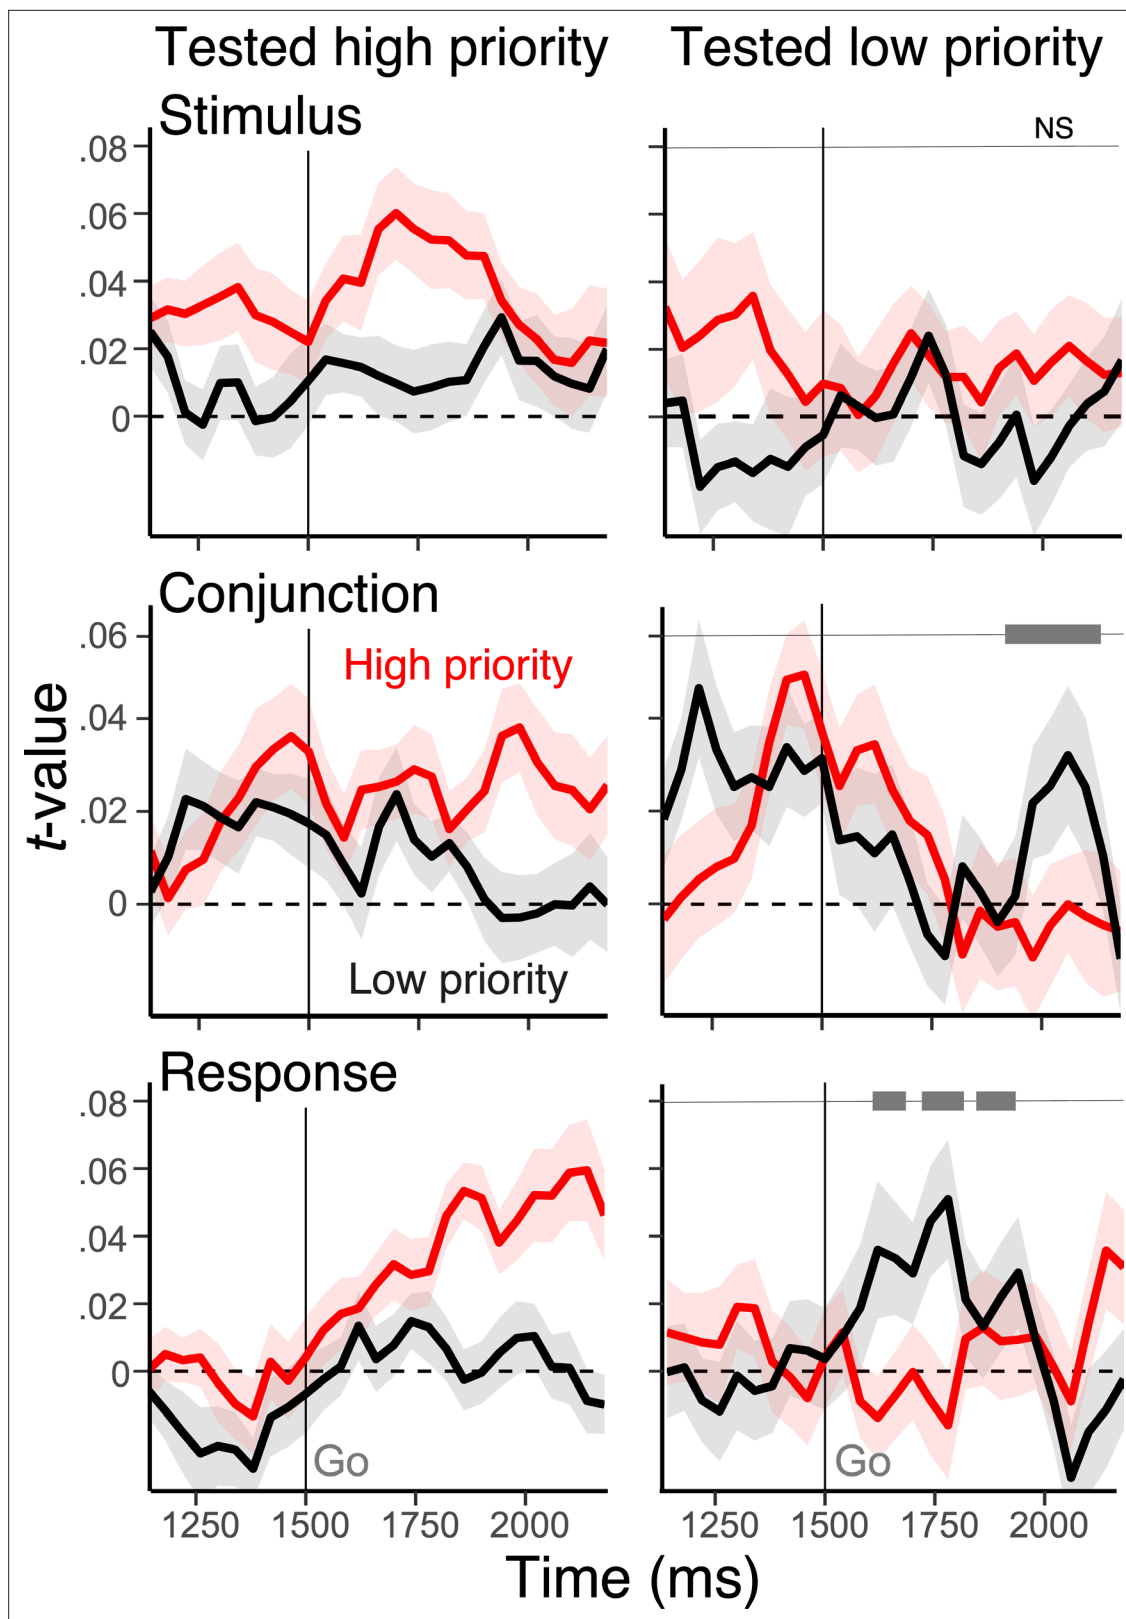 Tested high priority
Tested low priority
Stimulus
NS
.08
.06
.04
.02
0
Conjunction
High priority
Low priority
.06
.04
.02
0
t-value
Response
.08
.06
.04
.02
0
Go
Go
1250 1500 1750 2000
1250 1500 1750 2000
Time (ms)